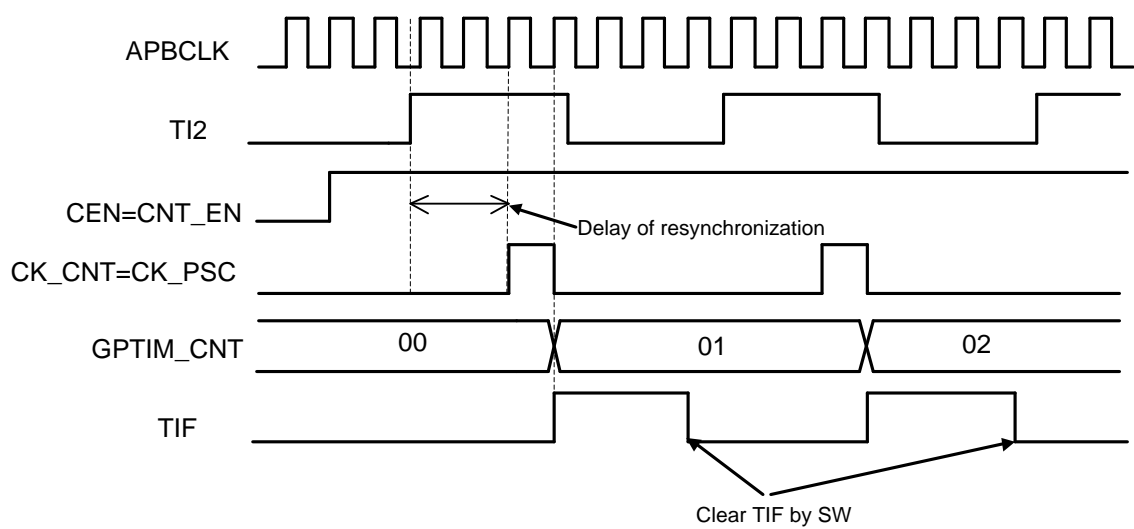 APBCLK
TI2
CEN=CNT_EN
Delay of resynchronization
CK_CNT=CK_PSC
GPTIM_CNT
00
01
02
TIF
Clear TIF by SW